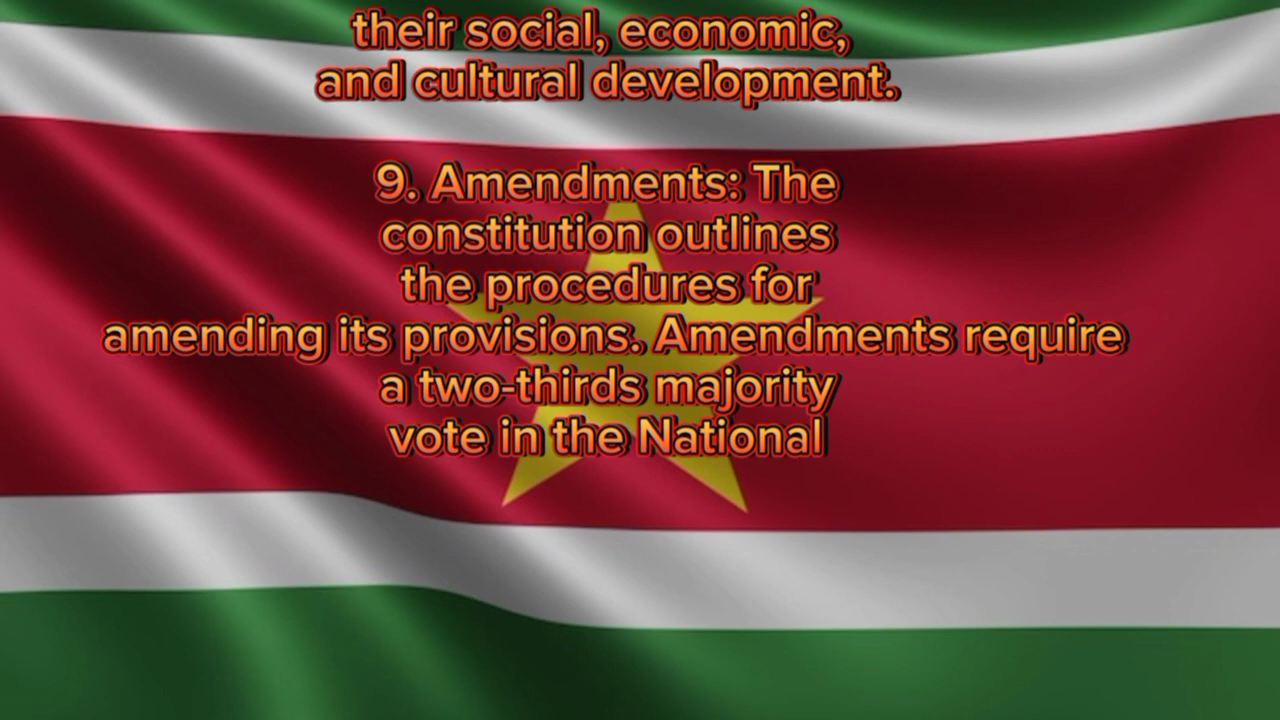 their social, economic,
and cultural development.
9. Amendments: The
constitution outlines
the procedures for
amending its provisions. Amendments require
a two-thirds majority
vote in the National